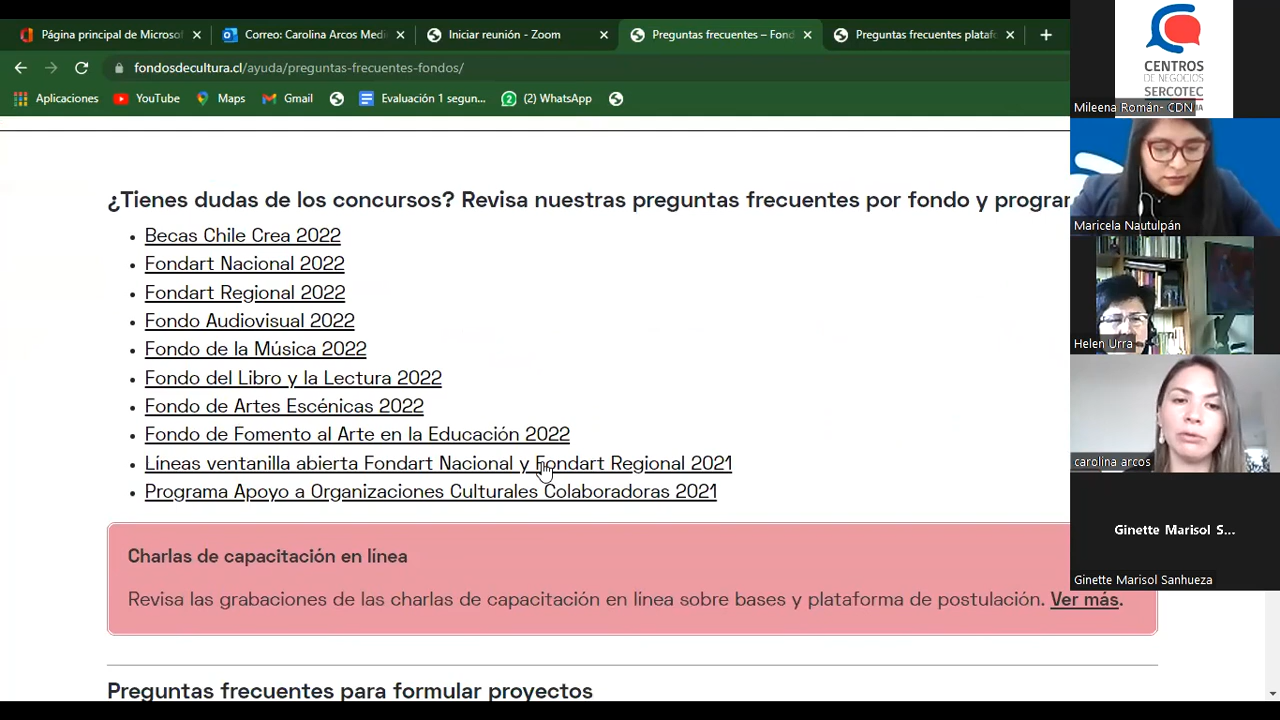 Página principal de Microsof
Correo: Carolina Arcos Medi
Iniciar reunión - Zoom
Preguntas frecuentes – Fond
Preguntas frecuentes plataf
fondosdecultura.cl/ayuda/preguntas-frecuentes-fondos/
Aplicaciones
YouTube
Maps
Gmail
Evaluación 1 segun...
(2) WhatsApp
¿Tienes dudas de los concursos? Revisa nuestras preguntas frecuentes por fondo y program
Becas Chile Crea 2022
Fondart Nacional 2022
Fondart Regional 2022
Fondo Audiovisual 2022
Fondo de la Música 2022
Fondo del Libro y la Lectura 2022
Fondo de Artes Escénicas 2022
Fondo de Fomento al Arte en la Educación 2022
Líneas ventanilla abierta Fondart Nacional y Fondart Regional 2021
Programa Apoyo a Organizaciones Culturales Colaboradoras 2021
Charlas de capacitación en línea
Revisa las grabaciones de las charlas de capacitación en línea sobre bases y plataforma de postulación. Ver más.
Preguntas frecuentes para formular proyectos
CENTROS
DE NEGOCIOS
SERCOTEC
Mileena Román- CDN
Maricela Nautulpán
Helen Urra
carolina arcos
Ginette Marisol S...
Ginette Marisol Sanhueza